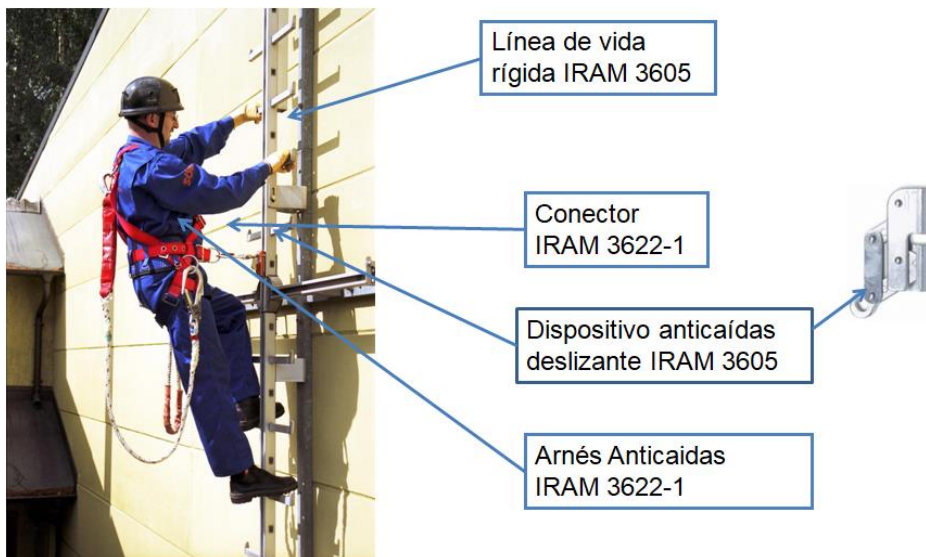 Línea de vida
rígida IRAM 3605
Conector
IRAM 3622-1
Dispositivo anticaídas
deslizante IRAM 3605
Arnés Anticaidas
IRAM 3622-1